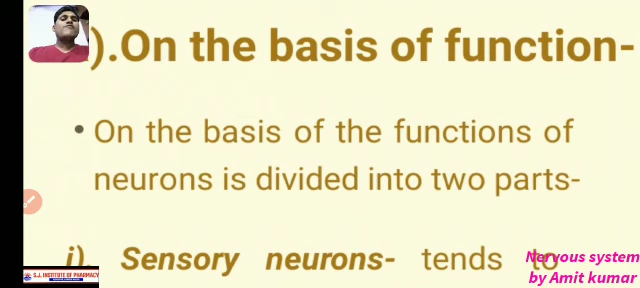 ).On the basis of function-
• On the basis of the functions of
neurons is divided into two parts-
i). Sensory neurons- tends to
Nervous system
by Amit kumar
S.J. INSTITUTE OF PHARMACY